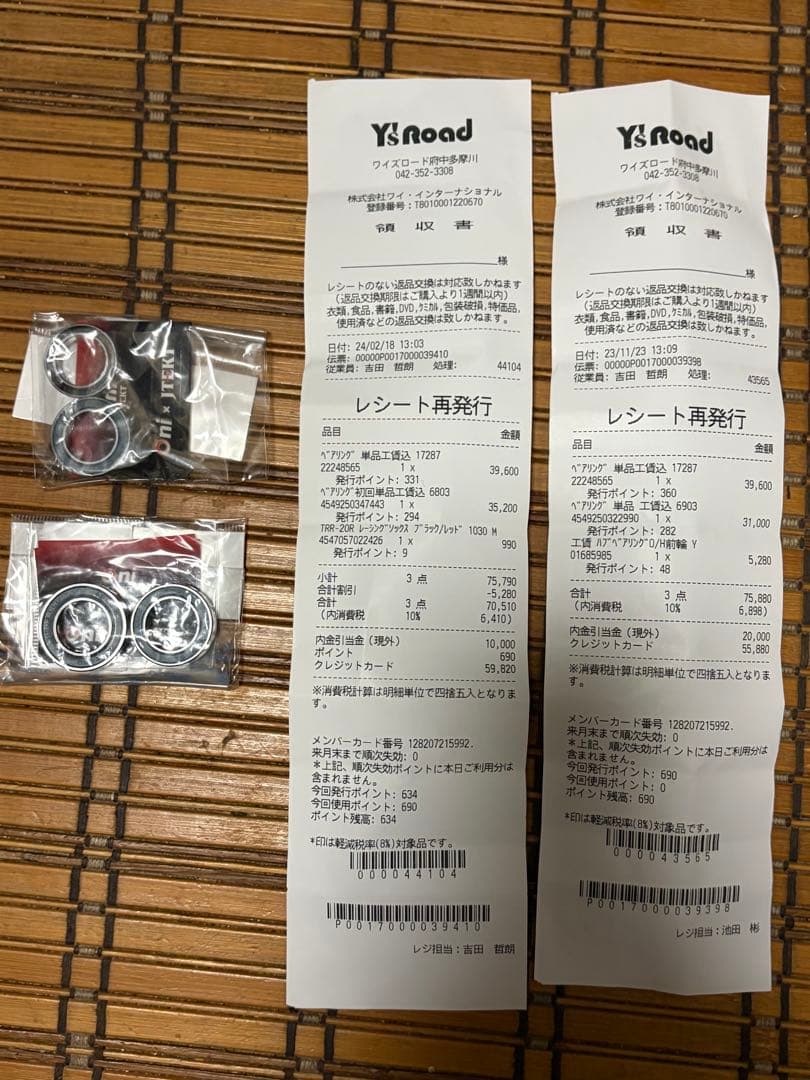 oni × JTEKT
Y'sRoad
ワイズロード府中多摩川
042-352-3308
株式会社ワイ・インターナショナル
登録番号:T8010001220670
領 収 書
様
レシートのない返品交換は対応致しかねます
(返品交換期限はご購入より1週間以内)
衣類,食品,書籍,DVD,ケミカル,包装破損,特価品,
使用済などの返品交換は致しかねます。
日付: 24/02/18 13:03
伝票: 00000P0017000039410
従業員: 吉田 哲朗 処理: 44104
レシート再発行
品目 金額
ベアリング 単品工賃込 17287
22248565 1 x 39,600
発行ポイント: 331
ベアリング初回単品工賃込 6803
4549250347443 1 x 35,200
発行ポイント: 294
TRR-20R レーシングソックス ブラック/レッド 1030 M
4547057022426 1 x 990
発行ポイント: 9
小計 3 点 75,790
合計割引 -5,280
合計 3 点 70,510
(内消費税 10% 6,410)
内金引当金(現外) 10,000
ポイント 690
クレジットカード 59,820
※消費税計算は明細単位で四捨五入となりま
す。
メンバーカード番号 128207215992.
来月末まで順次失効: 0
*上記、順次失効ポイントに本日ご利用分は
含まれません。
今回発行ポイント: 634
今回使用ポイント: 690
ポイント残高: 634
*印は軽減税率(8%)対象品です。
000044104
P0017000039410
レジ担当: 吉田 哲朗
Y'sRoad
ワイズロード府中多摩川
042-352-3308
株式会社ワイ・インターナショナル
登録番号:T8010001220670
領 収 書
様
レシートのない返品交換は対応致しかねます
(返品交換期限はご購入より1週間以内)
衣類,食品,書籍,DVD,ケミカル,包装破損,特価品,
使用済などの返品交換は致しかねます。
日付: 23/11/23 13:09
伝票: 00000P0017000039398
従業員: 吉田 哲朗 処理: 43565
レシート再発行
品目 金額
ベアリング 単品工賃込 17287
22248565 1 x 39,600
発行ポイント: 360
ベアリング 単品 工賃込 6903
4549250322990 1 x 31,000
発行ポイント: 282
工賃 ハブベアリングO/H前輪 Y
01685985 1 x 5,280
発行ポイント: 48
合計 3 点 75,880
(内消費税 10% 6,898)
内金引当金(現外) 20,000
クレジットカード 55,880
※消費税計算は明細単位で四捨五入となりま
す。
メンバーカード番号 128207215992.
来月末まで順次失効: 0
*上記、順次失効ポイントに本日ご利用分は
含まれません。
今回発行ポイント: 690
今回使用ポイント: 0
ポイント残高: 690
*印は軽減税率(8%)対象品です。
000043565
P0017000039398
レジ担当: 池田 彬